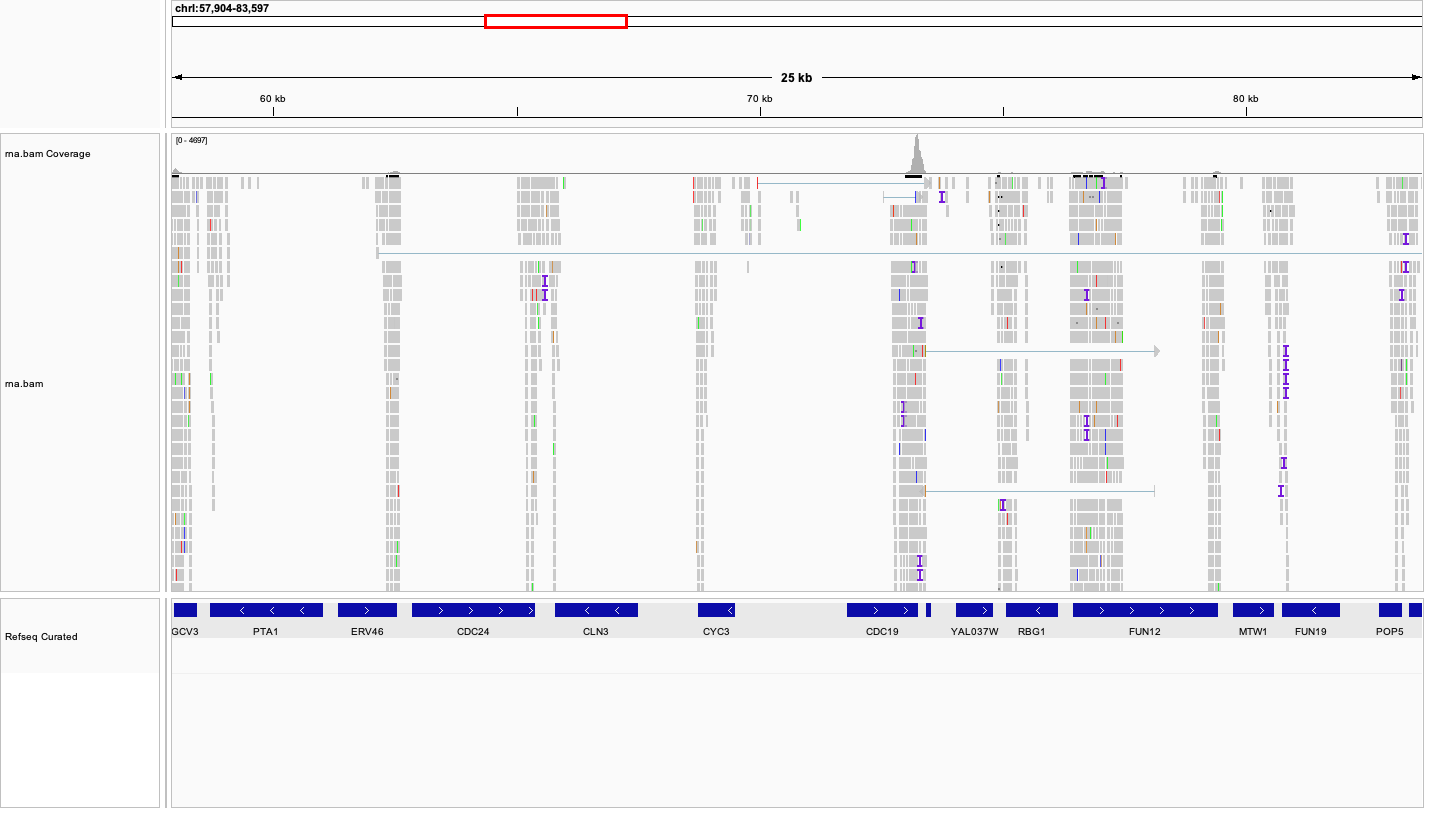 chrI:57,904-83,597
25 kb
60 kb 70 kb 80 kb
[0 - 4697]
rna.bam Coverage
rna.bam
Refseq Curated
GCV3 PTA1 ERV46 CDC24 CLN3 CYC3 CDC19 YAL037W RBG1 FUN12 MTW1 FUN19 POP5